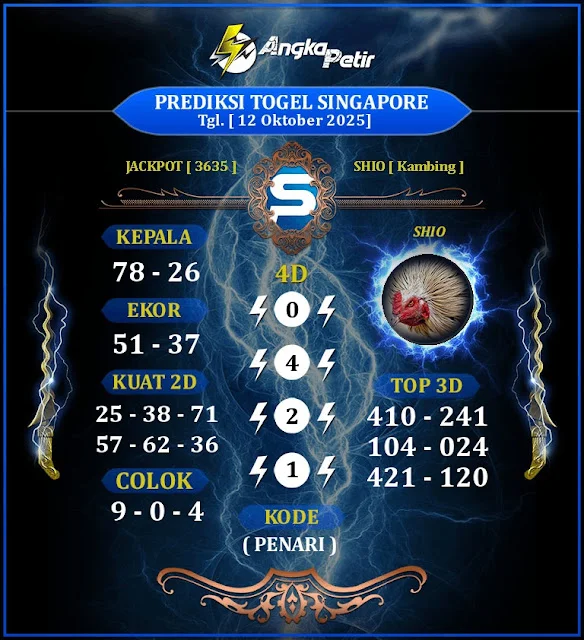 Angka Petir
PREDIKSI TOGEL SINGAPORE
Tgl. [ 12 Oktober 2025]
JACKPOT [ 3635 ]
SHIO [ Kambing ]
S
KEPALA
78 - 26
EKOR
51 - 37
KUAT 2D
25 - 38 - 71
57 - 62 - 36
COLOK
9 - 0 - 4
4D
0
4
2
1
KODE
( PENARI )
SHIO
TOP 3D
410 - 241
104 - 024
421 - 120